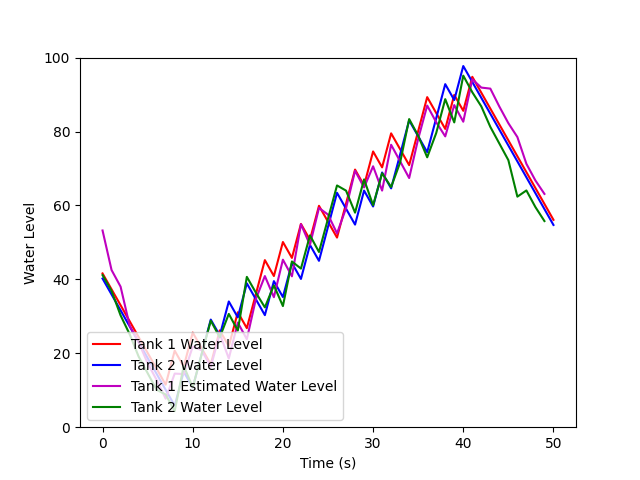 100
80
60
40
20
0
Water Level
Tank 1 Water Level
Tank 2 Water Level
Tank 1 Estimated Water Level
Tank 2 Water Level
0 10 20 30 40 50
Time (s)